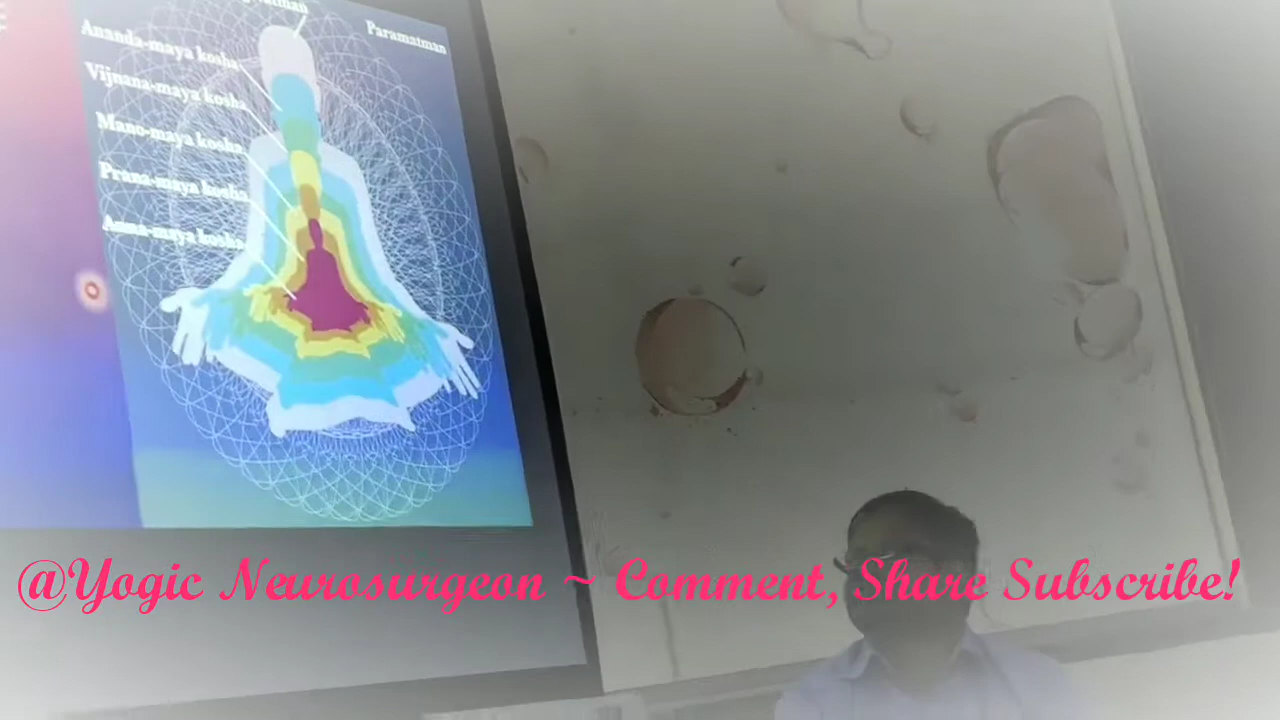 Paramatman
Ananda-maya kosha
Vijnana-maya kosha
Mano-maya kosha
Prana-maya kosha
Anna-maya kosha
@Yogic Neurosurgeon ~ Comment, Share Subscribe!